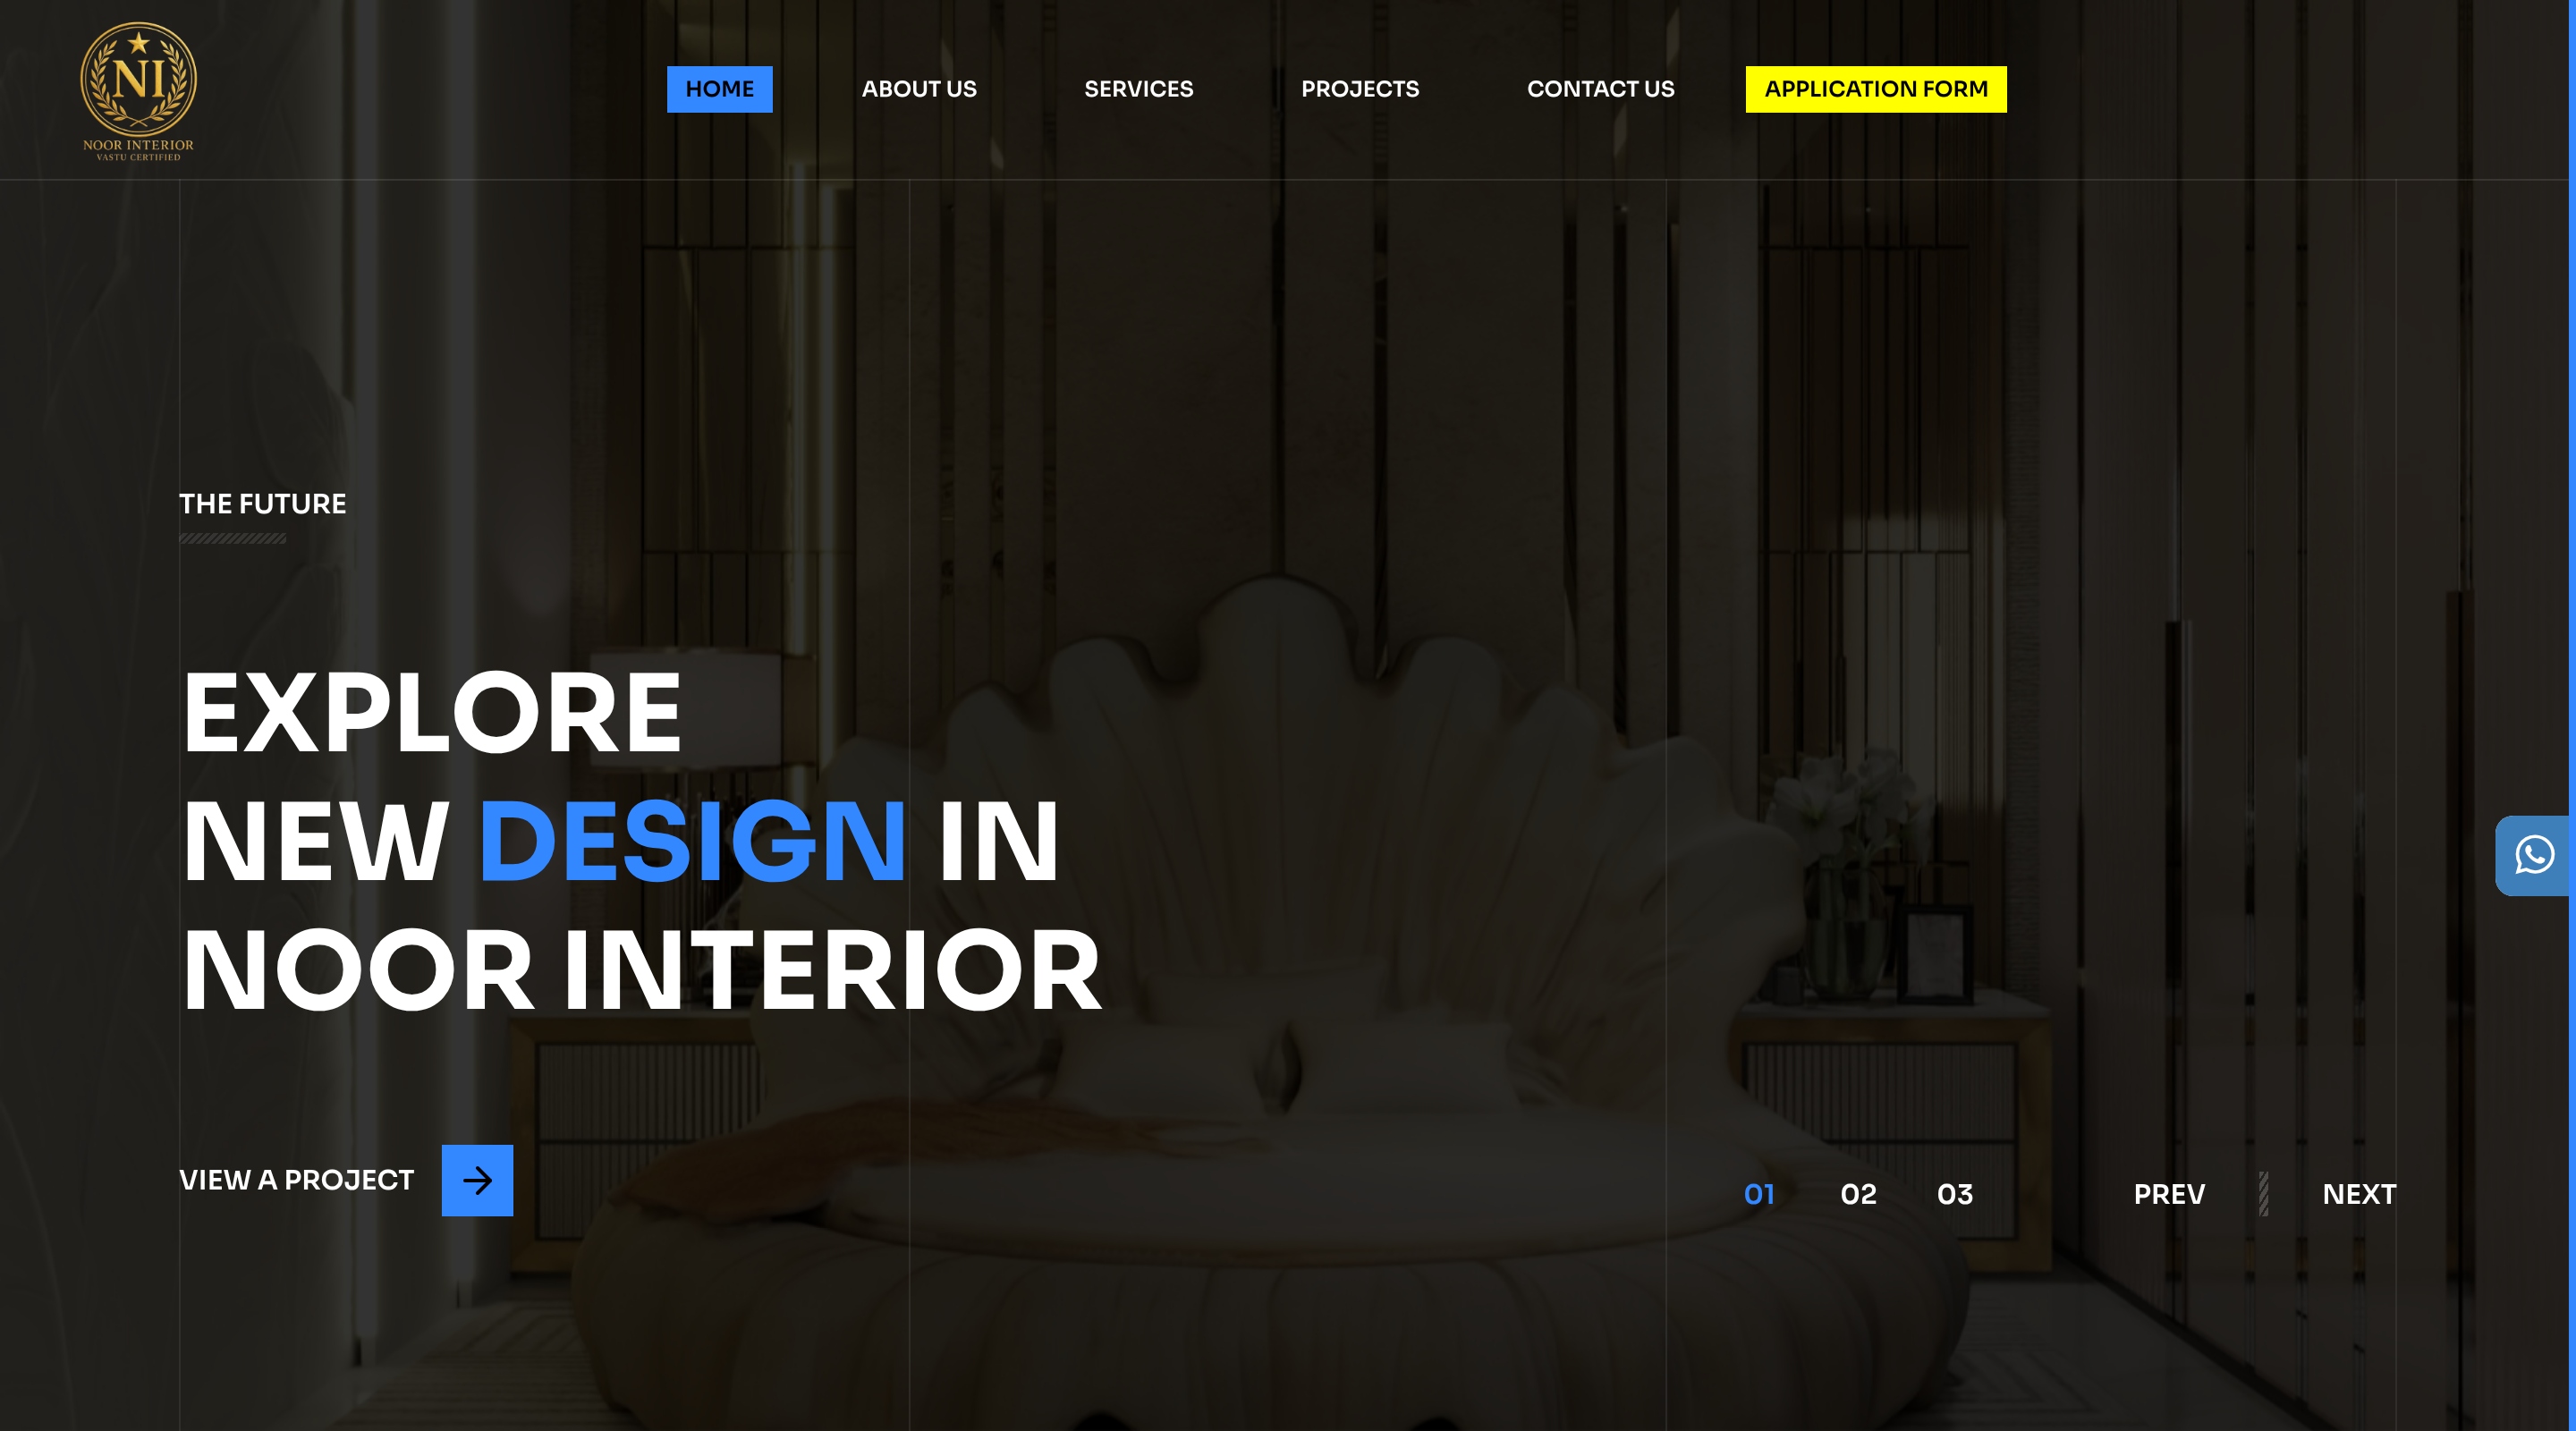 NI
NOOR INTERIOR
VASTU CERTIFIED
HOME
ABOUT US
SERVICES
PROJECTS
CONTACT US
APPLICATION FORM
THE FUTURE
EXPLORE
NEW DESIGN IN
NOOR INTERIOR
VIEW A PROJECT
01 02 03 PREV NEXT